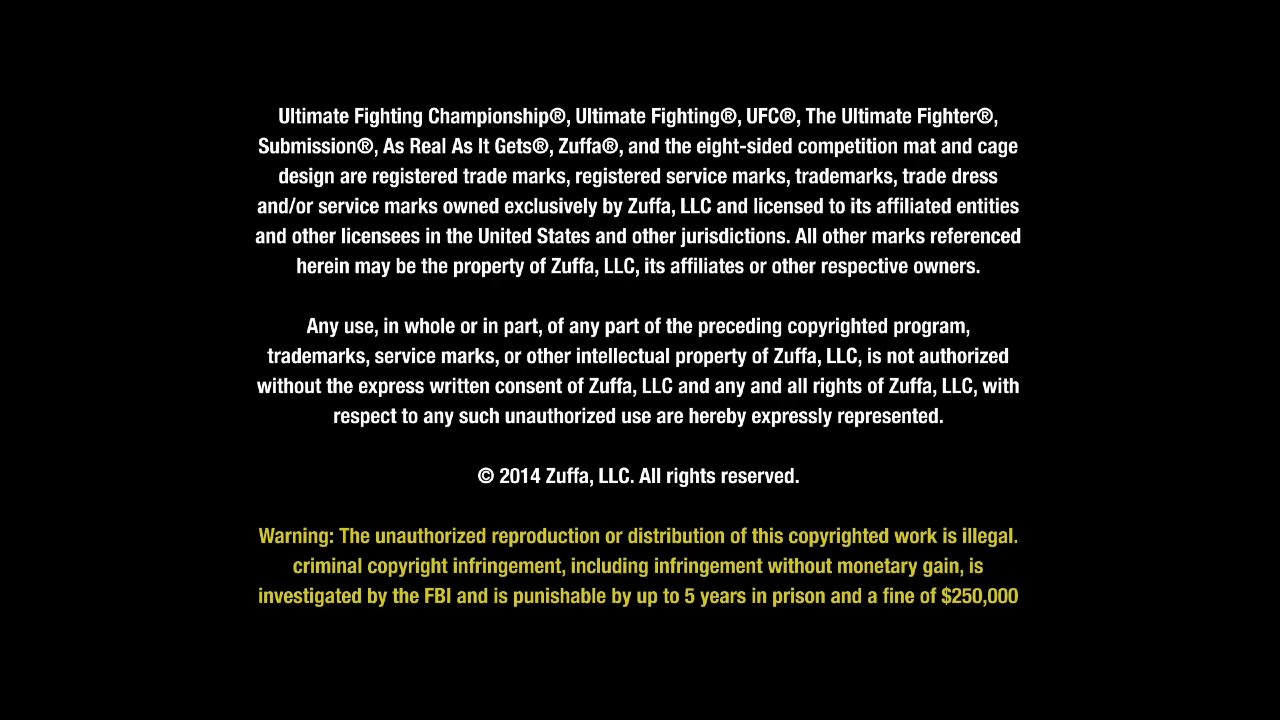 Ultimate Fighting Championship®, Ultimate Fighting®, UFC®, The Ultimate Fighter®,
Submission®, As Real As It Gets®, Zuffa®, and the eight-sided competition mat and cage
design are registered trade marks, registered service marks, trademarks, trade dress
and/or service marks owned exclusively by Zuffa, LLC and licensed to its affiliated entities
and other licensees in the United States and other jurisdictions. All other marks referenced
herein may be the property of Zuffa, LLC, its affiliates or other respective owners.
Any use, in whole or in part, of any part of the preceding copyrighted program,
trademarks, service marks, or other intellectual property of Zuffa, LLC, is not authorized
without the express written consent of Zuffa, LLC and any and all rights of Zuffa, LLC, with
respect to any such unauthorized use are hereby expressly represented.
© 2014 Zuffa, LLC. All rights reserved.
Warning: The unauthorized reproduction or distribution of this copyrighted work is illegal.
criminal copyright infringement, including infringement without monetary gain, is
investigated by the FBI and is punishable by up to 5 years in prison and a fine of $250,000